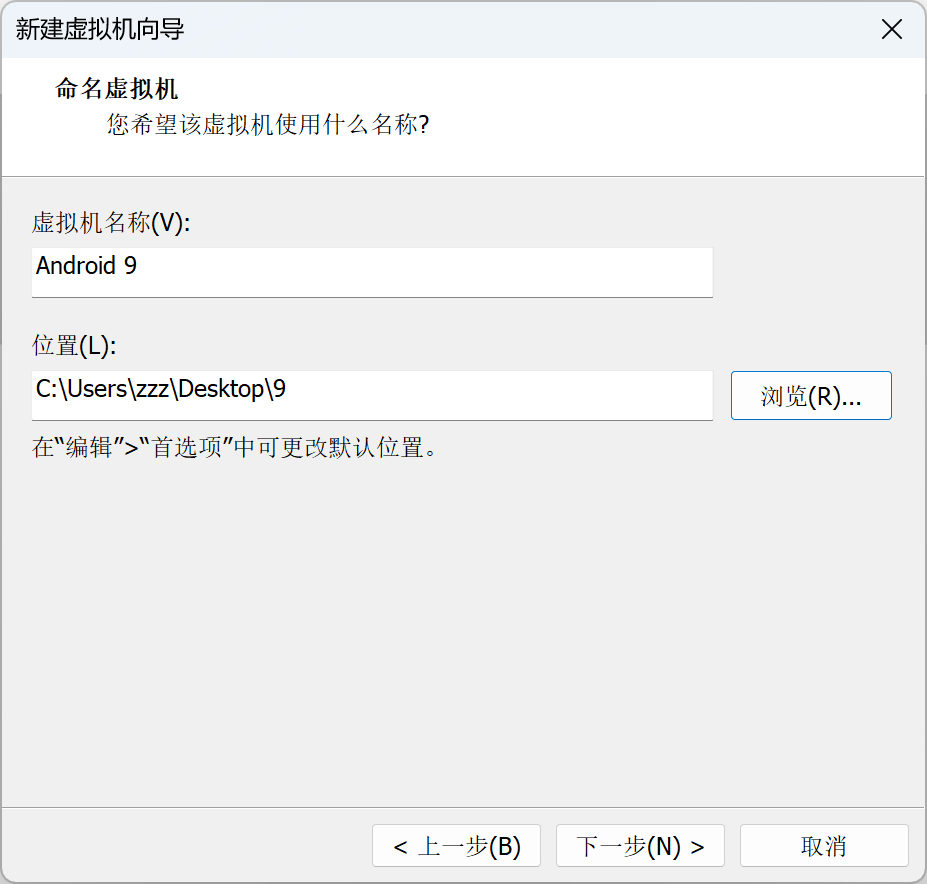 新建虚拟机向导
命名虚拟机
您希望该虚拟机使用什么名称?
虚拟机名称(V):
Android 9
位置(L):
C:\Users\zzz\Desktop\9
浏览(R)...
在“编辑”>“首选项”中可更改默认位置。
< 上一步(B)
下一步(N) >
取消